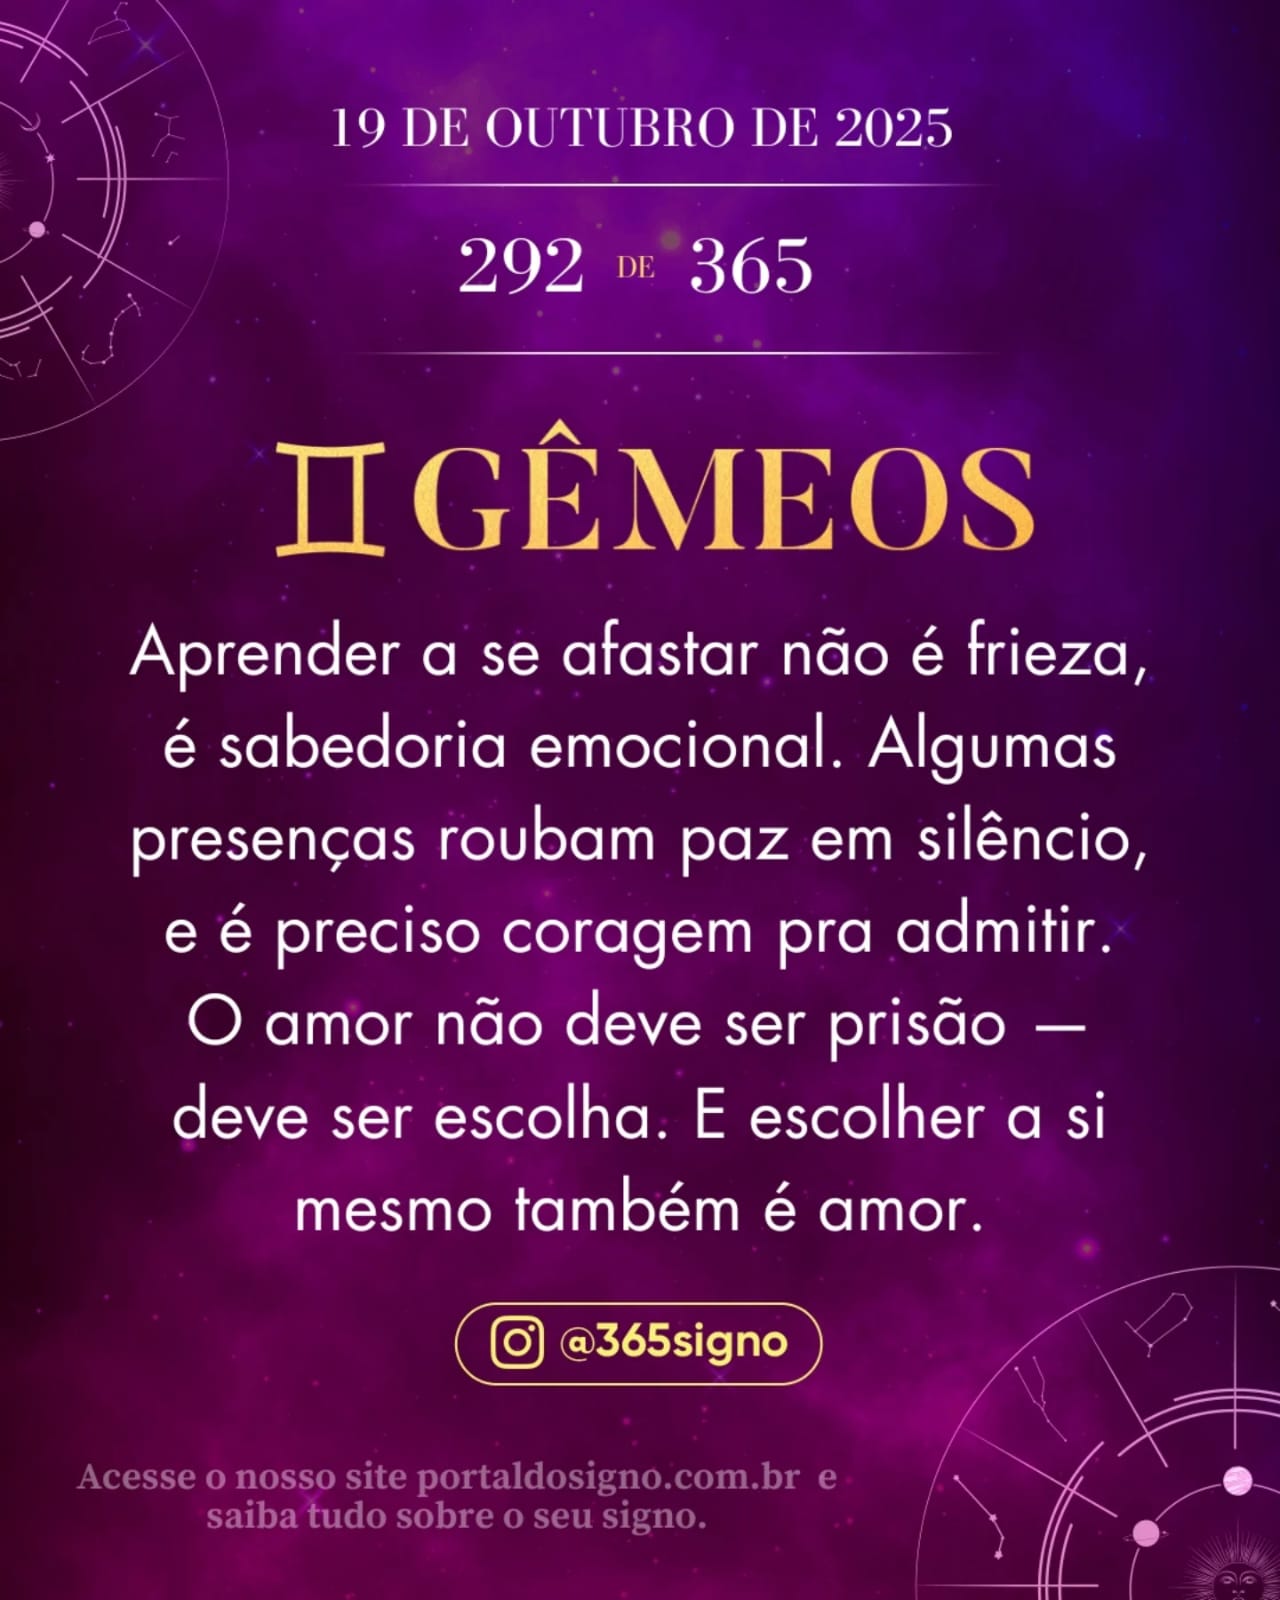 19 DE OUTUBRO DE 2025
292 DE 365
♊GÊMEOS
Aprender a se afastar não é frieza,
é sabedoria emocional. Algumas
presenças roubam paz em silêncio,
e é preciso coragem pra admitir.
O amor não deve ser prisão —
deve ser escolha. E escolher a si
mesmo também é amor.
@365signo
Acesse o nosso site portaldosigno.com.br e
saiba tudo sobre o seu signo.